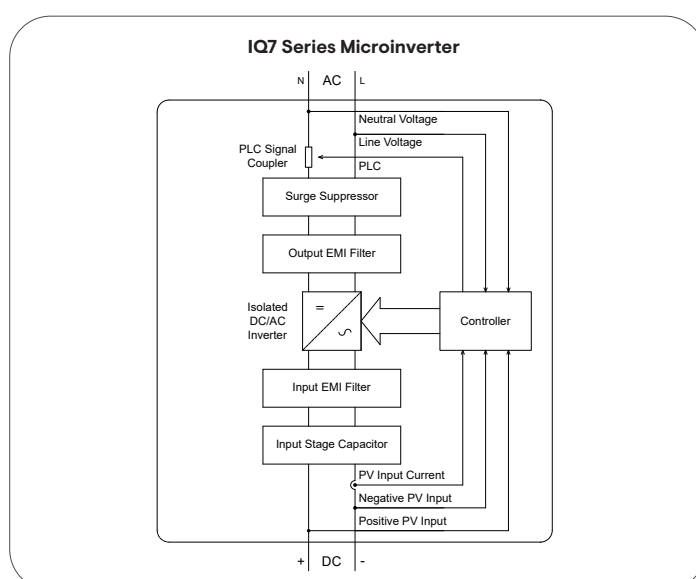 IQ7 Series Microinverter
N AC L
Neutral Voltage
Line Voltage
PLC Signal
Coupler
PLC
Surge Suppressor
Output EMI Filter
Isolated
DC/AC
Inverter
=
∿
Controller
Input EMI Filter
Input Stage Capacitor
PV Input Current
Negative PV Input
Positive PV Input
+ DC -